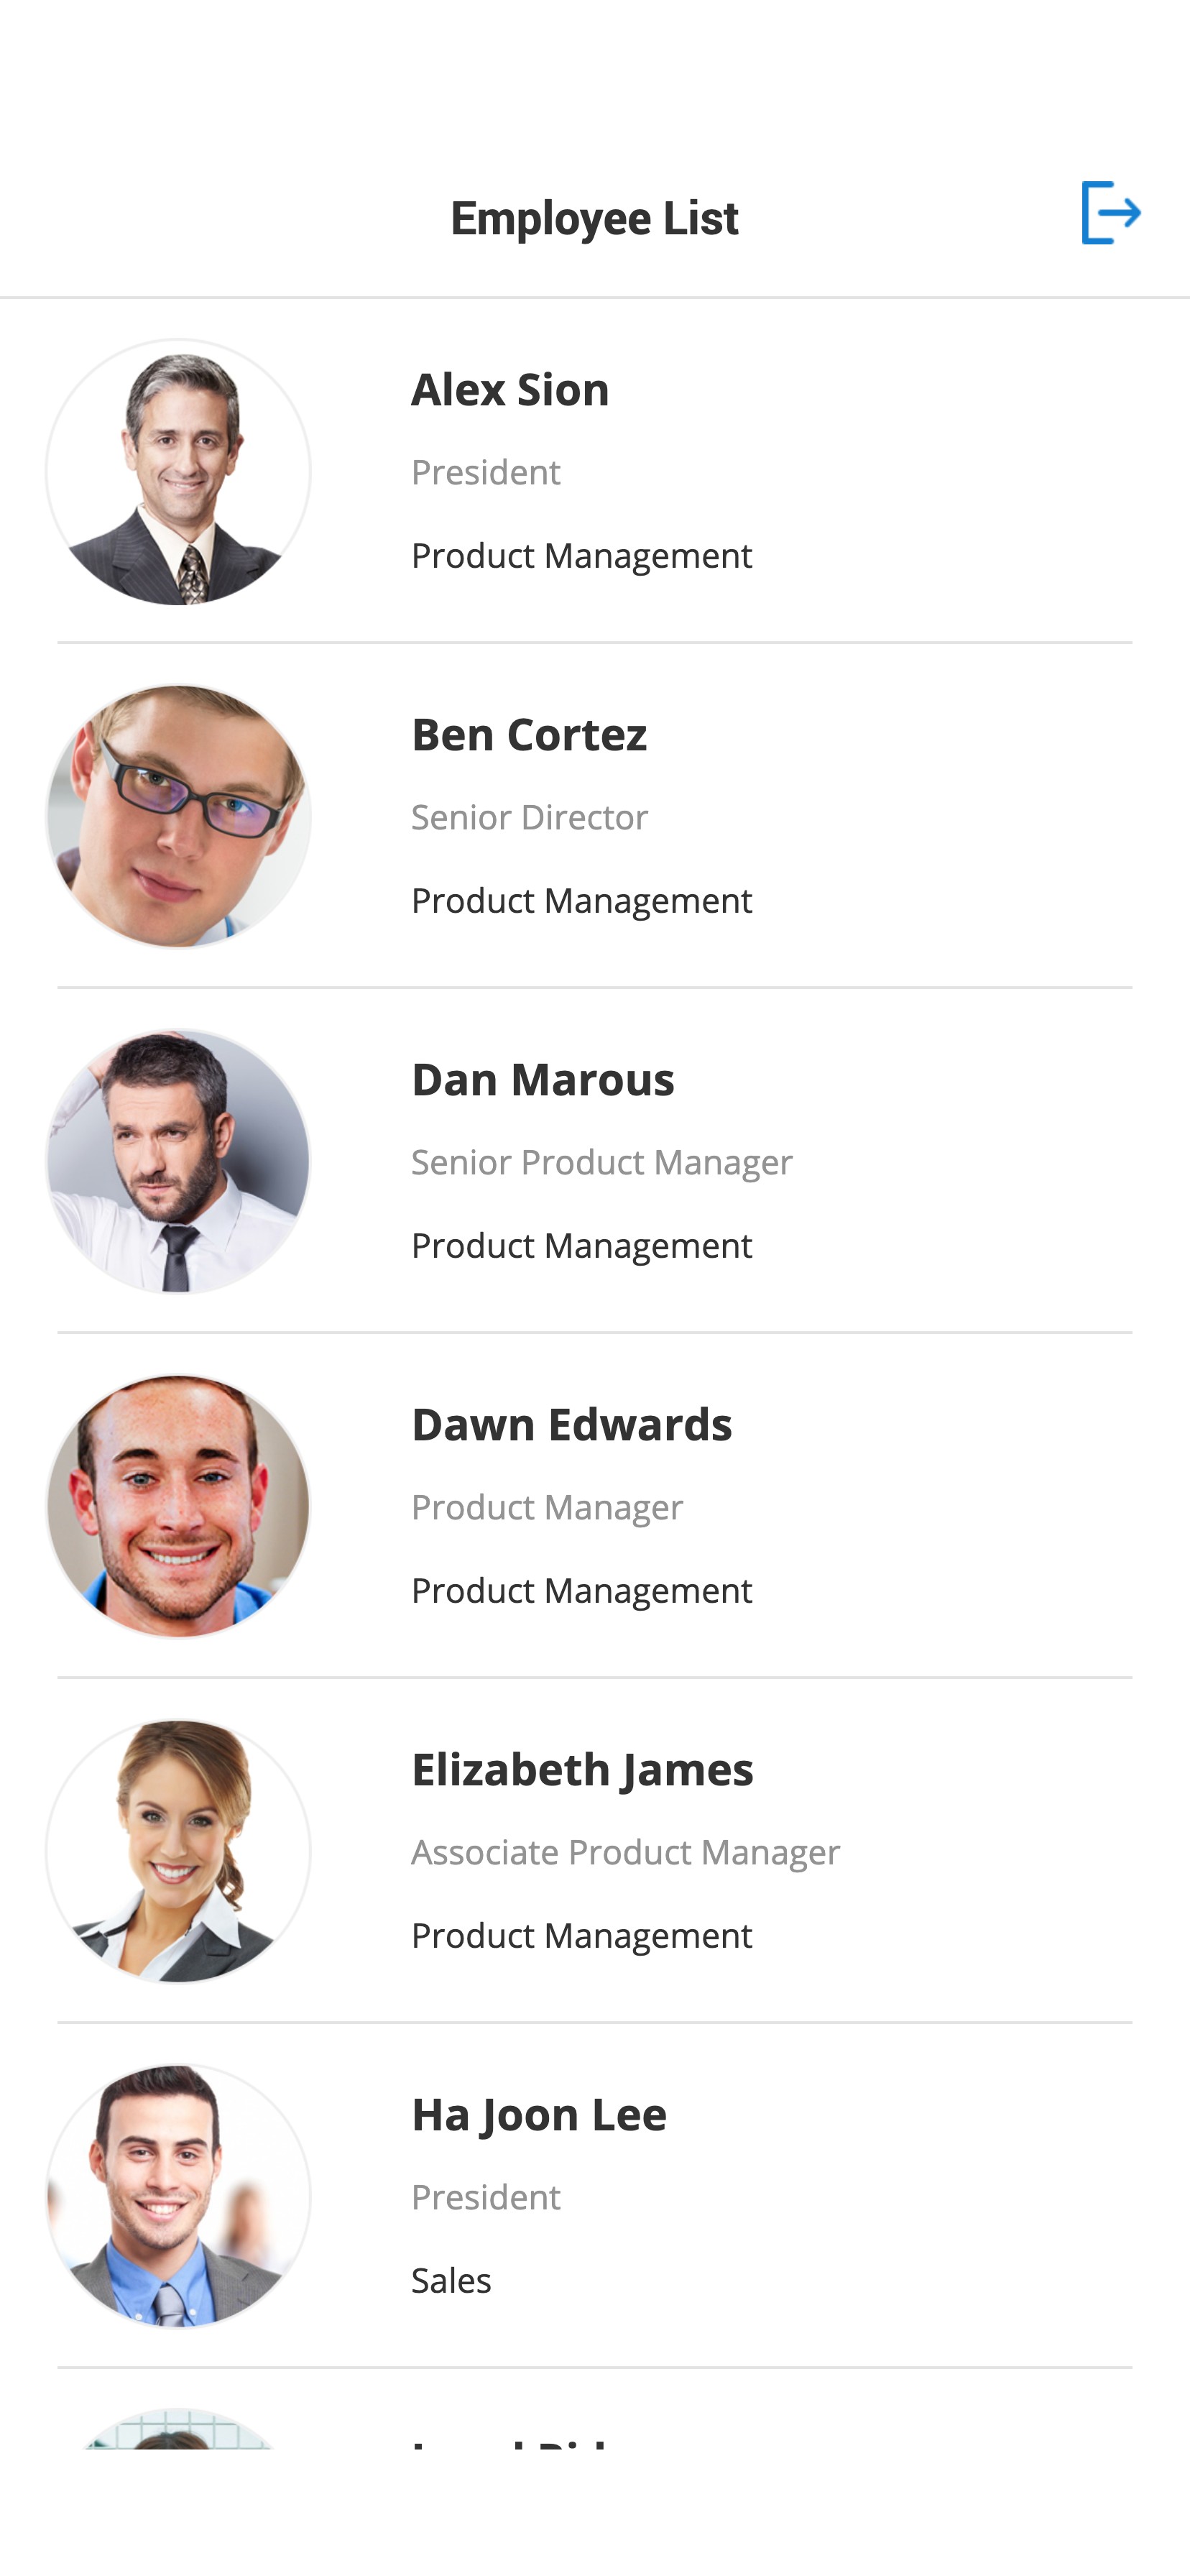 Employee List
Alex Sion
President
Product Management
Ben Cortez
Senior Director
Product Management
Dan Marous
Senior Product Manager
Product Management
Dawn Edwards
Product Manager
Product Management
Elizabeth James
Associate Product Manager
Product Management
Ha Joon Lee
President
Sales